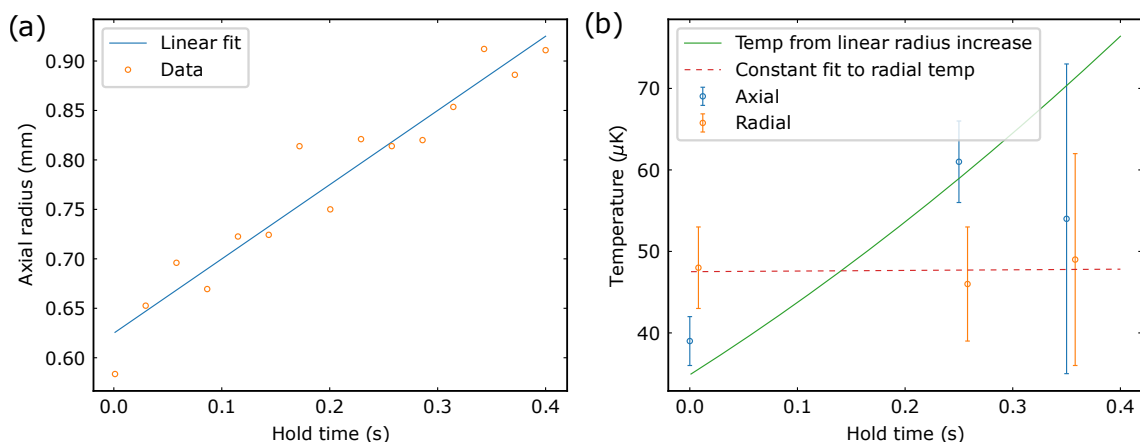 (a)
Linear fit
Data
0.90
0.85
0.80
0.75
0.70
0.65
0.60
Axial radius (mm)
0.0 0.1 0.2 0.3 0.4
Hold time (s)
(b)
Temp from linear radius increase
Constant fit to radial temp
Axial
Radial
70
60
50
40
Temperature (μK)
0.0 0.1 0.2 0.3 0.4
Hold time (s)